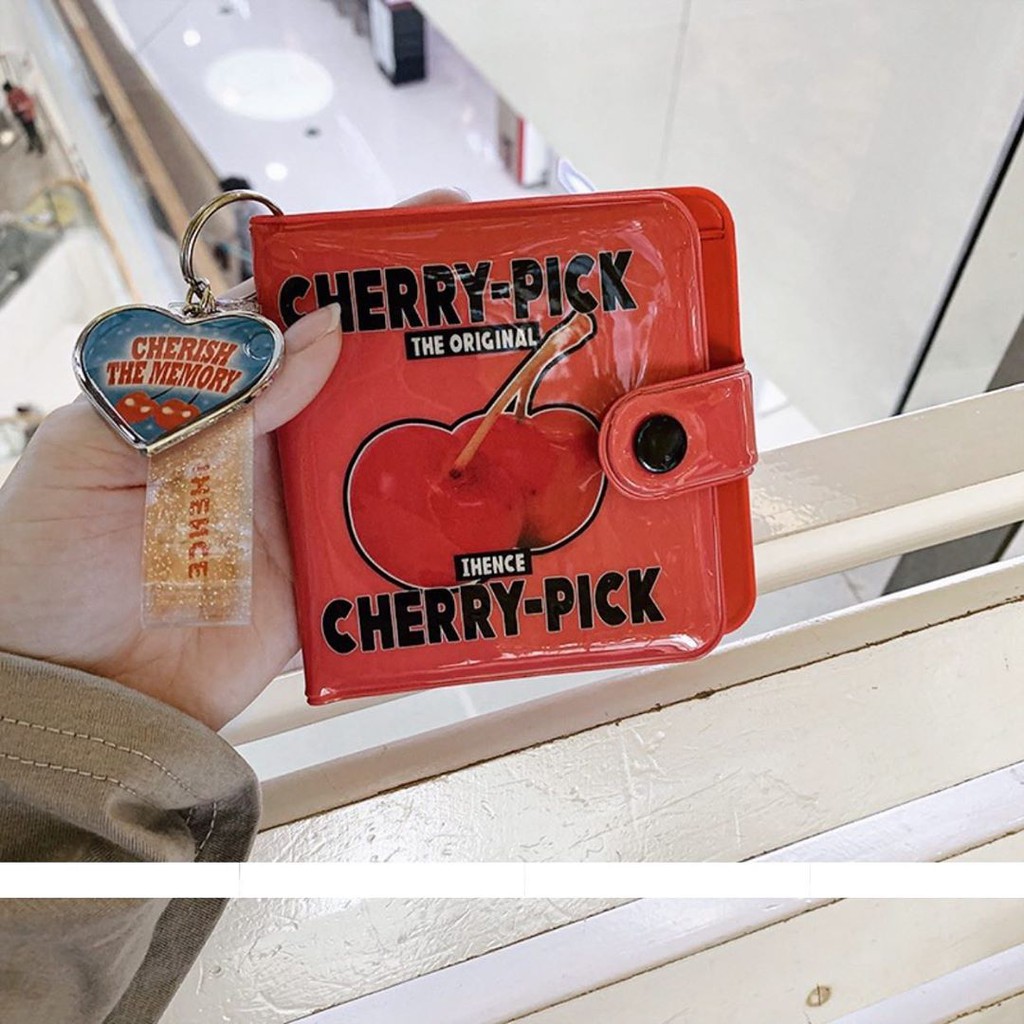 CHERRY-PICK
THE ORIGINAL
CHERISH
THE MEMORY
IHENCE
IHENCE
CHERRY-PICK